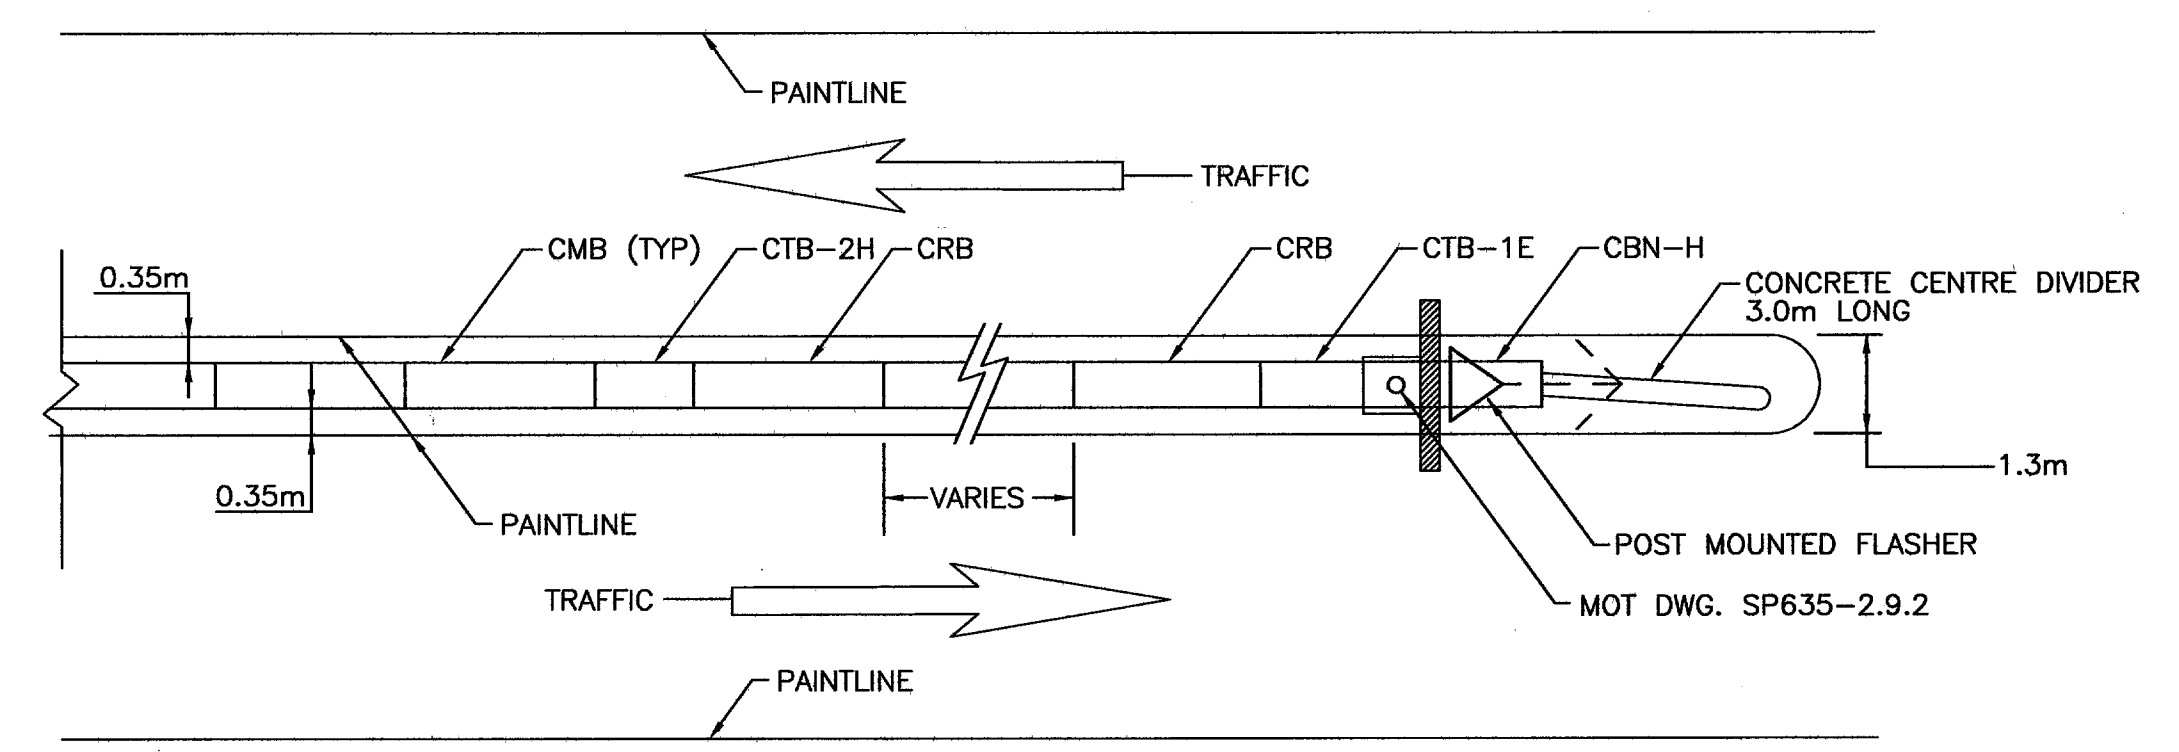 PAINTLINE
TRAFFIC
CMB (TYP)
CTB-2H
CRB
CRB
CTB-1E
CBN-H
0.35m
CONCRETE CENTRE DIVIDER
3.0m LONG
1.3m
0.35m
VARIES
PAINTLINE
POST MOUNTED FLASHER
TRAFFIC
MOT DWG. SP635-2.9.2
PAINTLINE